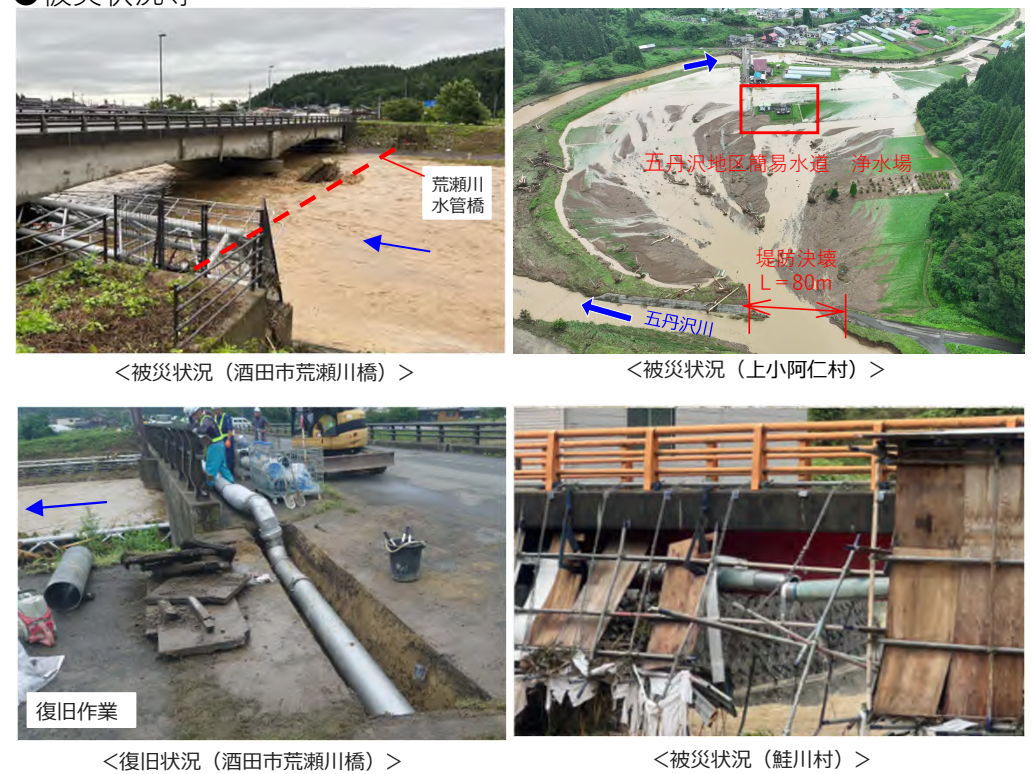 ●被災状況等
荒瀬川
水管橋
五丹沢地区簡易水道　浄水場
堤防決壊
L=80m
五丹沢川
＜被災状況（酒田市荒瀬川橋）＞
＜被災状況（上小阿仁村）＞
復旧作業
＜復旧状況（酒田市荒瀬川橋）＞
＜被災状況（鮭川村）＞